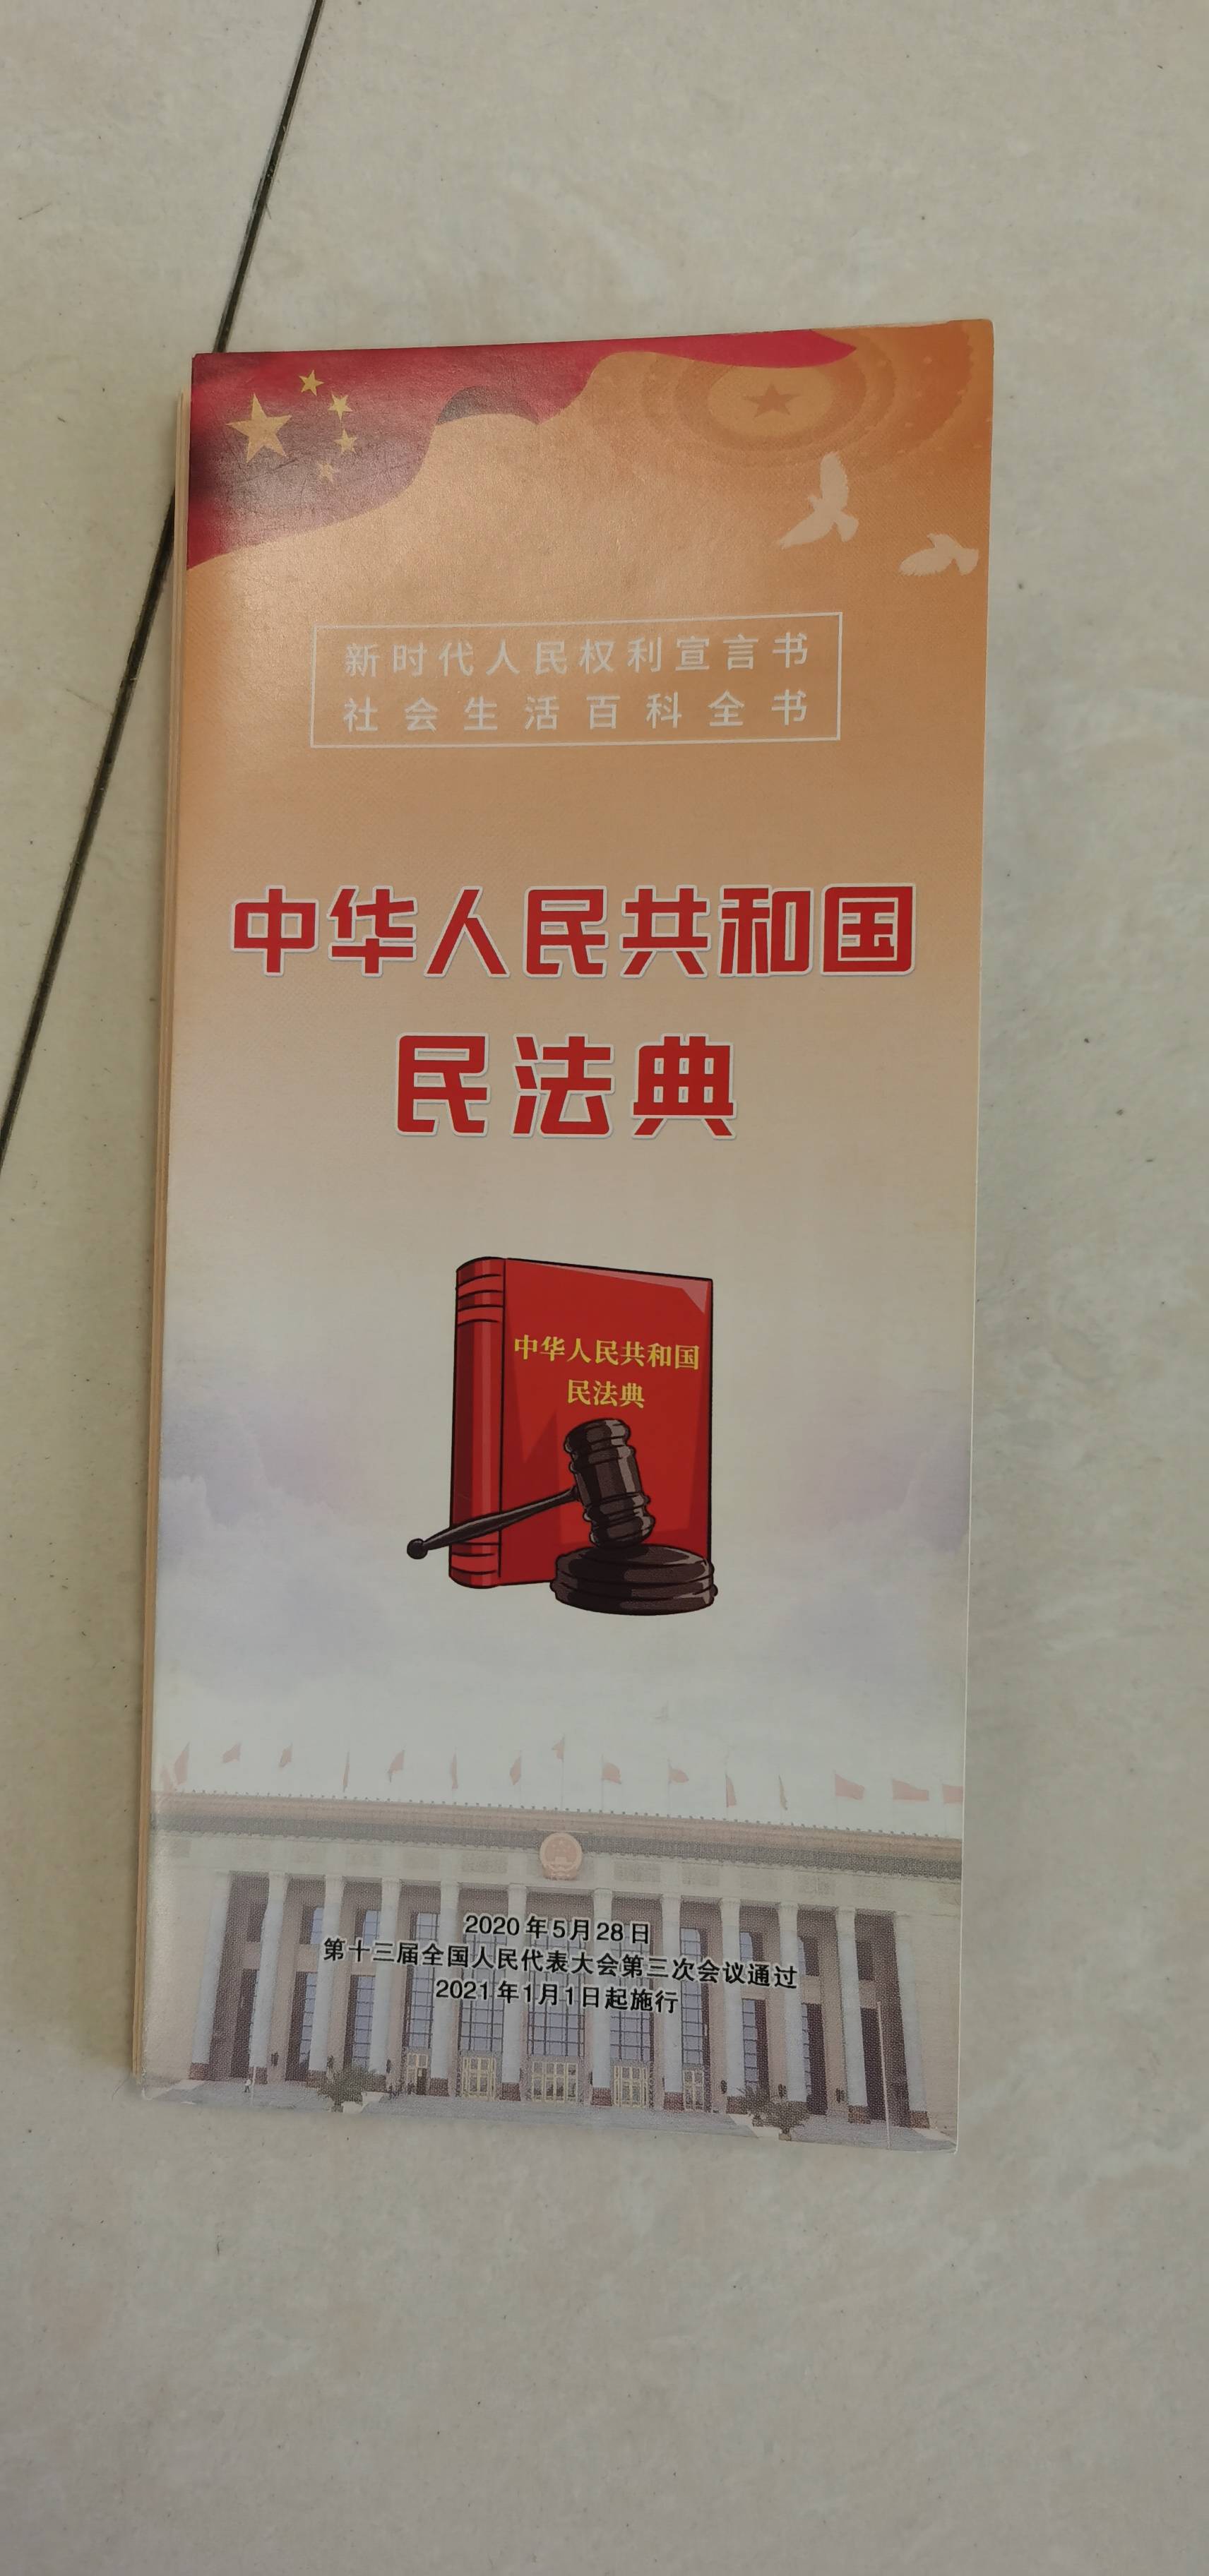 新时代人民权利宣言书
社会生活百科全书
中华人民共和国
民法典
中华人民共和国
民法典
2020年5月28日
第十三届全国人民代表大会第三次会议通过
2021年1月1日起施行